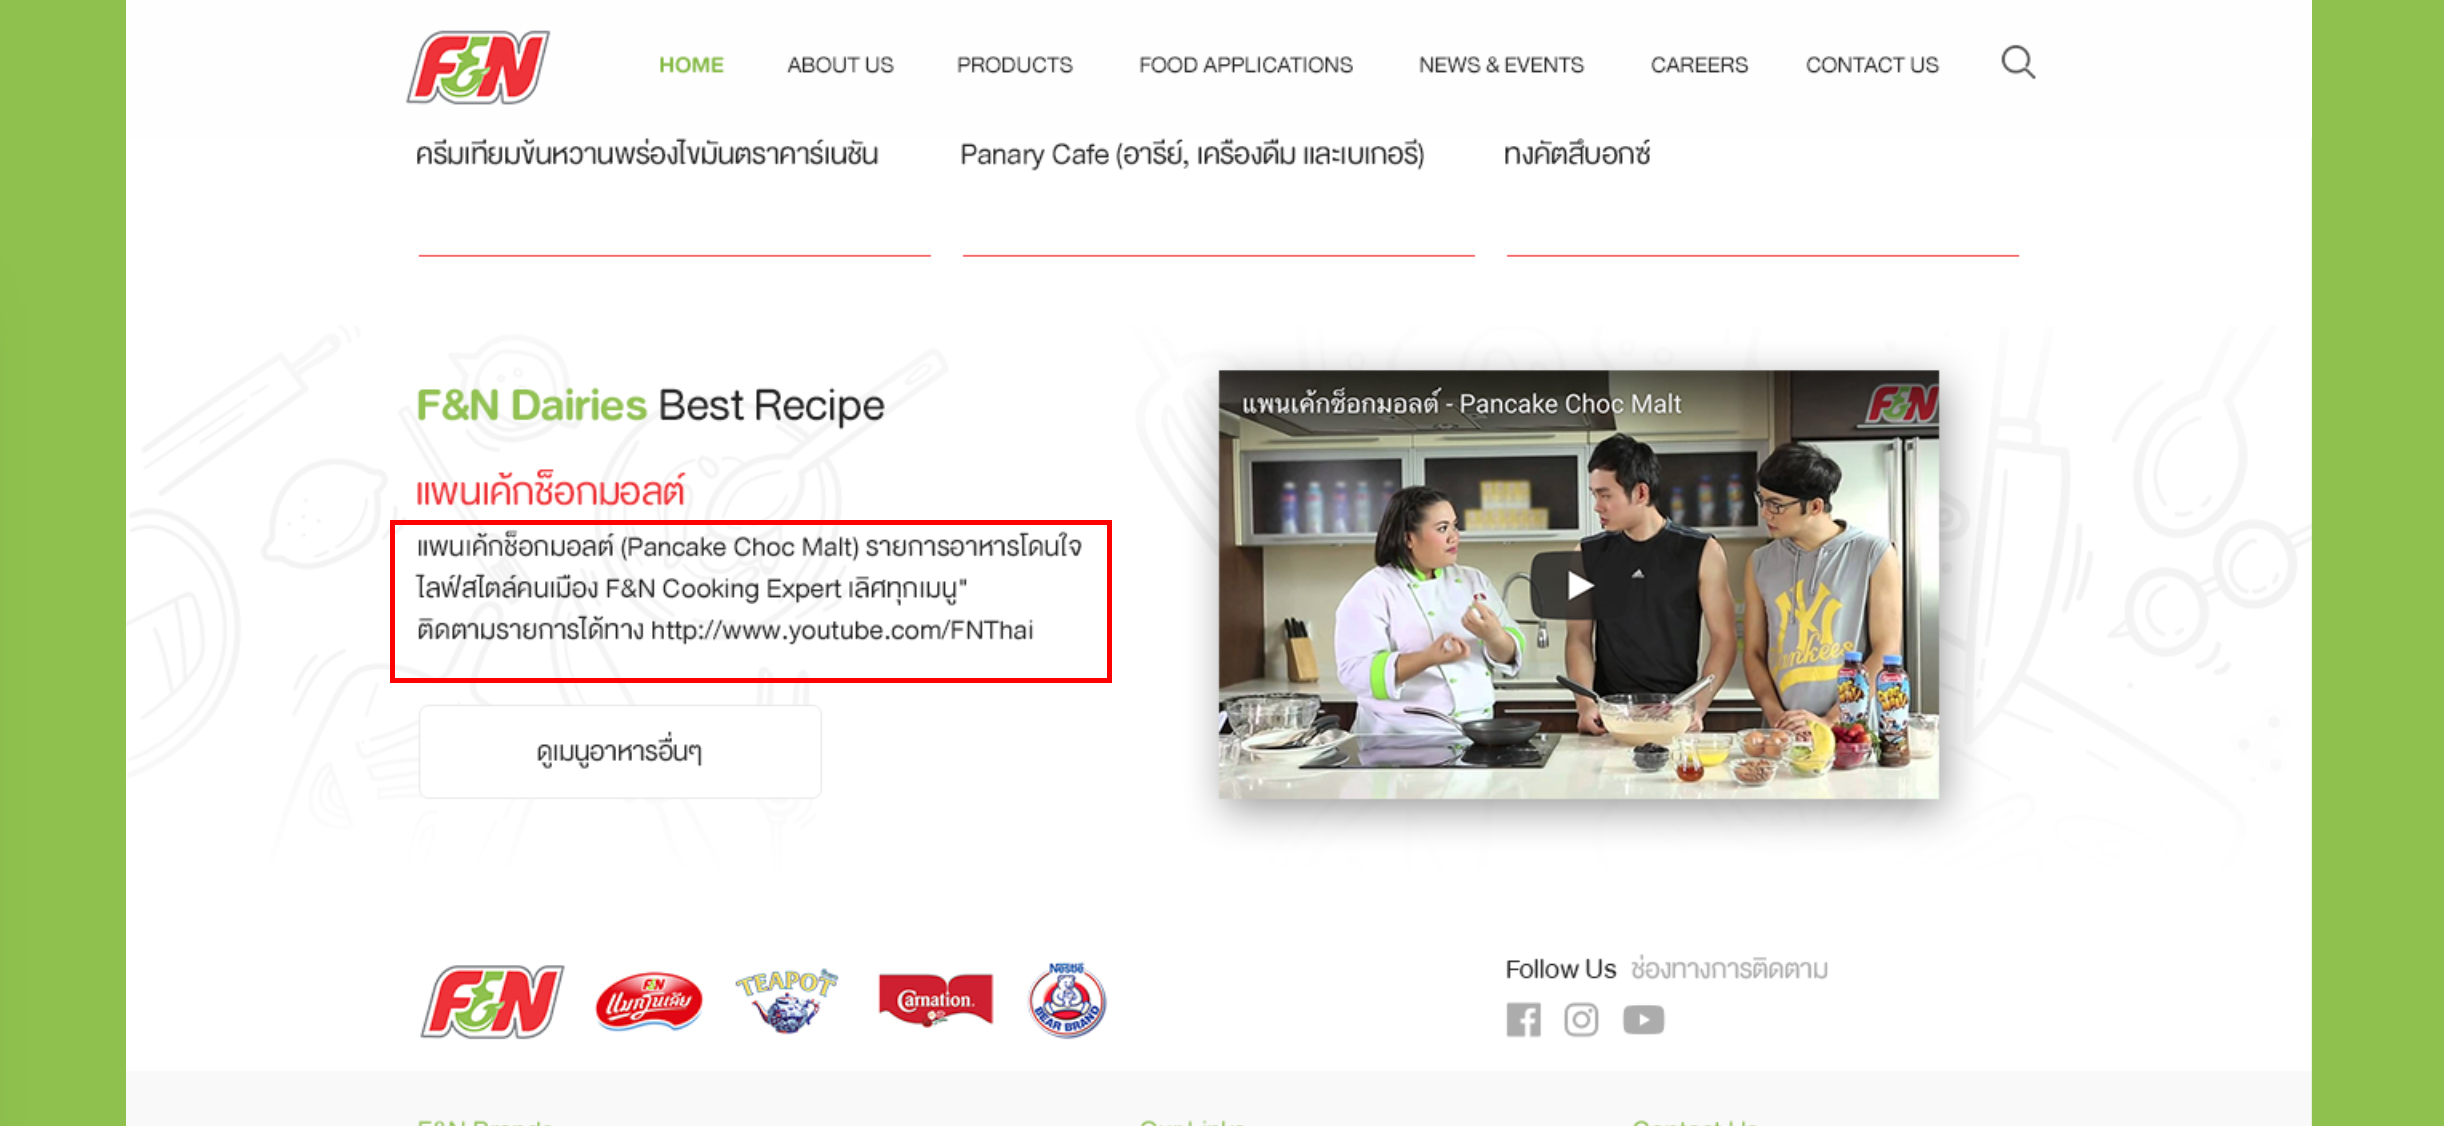 F&N
HOME ABOUT US PRODUCTS FOOD APPLICATIONS NEWS & EVENTS CAREERS CONTACT US
ครีมเทียมข้นหวานพร่องไขมันตราคาร์เนชัน
Panary Cafe (อารีย์, เครื่องดื่ม และเบเกอรี่)
ทงคัตสึบอกซ์
F&N Dairies Best Recipe
แพนเค้กช็อกมอลต์
แพนเค้กช็อกมอลต์ (Pancake Choc Malt) รายการอาหารโดนใจ
ไลฟ์สไตล์คนเมือง F&N Cooking Expert เลิศทุกเมนู"
ติดตามรายการได้ทาง http://www.youtube.com/FNThai
ดูเมนูอาหารอื่นๆ
แพนเค้กช็อกมอลต์ - Pancake Choc Malt
F&N
F&N
F&N
แมกโนเลีย
TEAPOT
Carnation.
Nestlé
BEAR BRAND
Follow Us ช่องทางการติดตาม